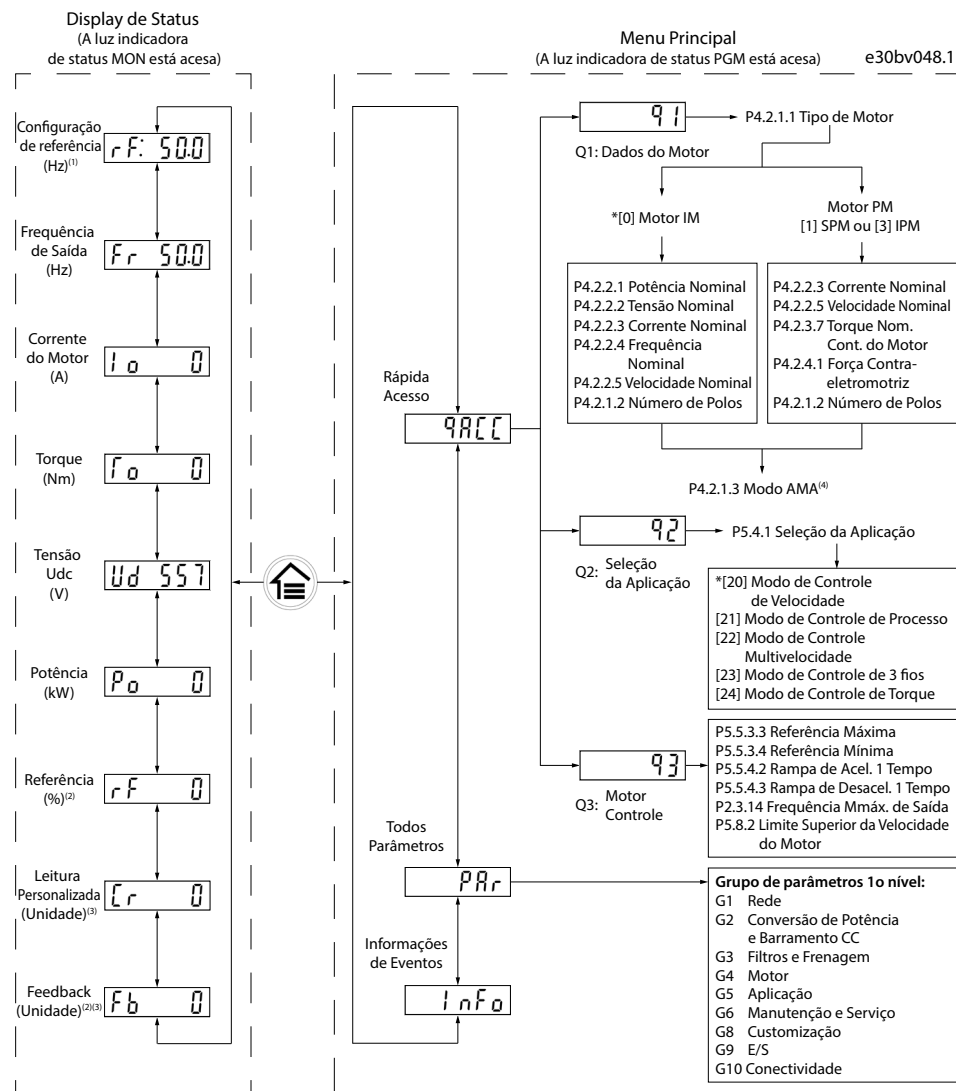 Display de Status
(A luz indicadora
de status MON está acesa)
Menu Principal
(A luz indicadora de status PGM está acesa)
e30bv048.1
Configuração
de referência
(Hz)(1)
rF: 50.0
Frequência
de Saída
(Hz)
Fr 50.0
Corrente
do Motor
(A)
Io 0
Torque
(Nm)
To 0
Tensão
Udc
(V)
Ud 557
Potência
(kW)
Po 0
Referência
(%)(2)
rF 0
Leitura
Personalizada
(Unidade)(3)
Cr 0
Feedback
(Unidade)(2)(3)
Fb 0
Rápida
Acesso
qACC
Todos
Parâmetros
PAr
Informações
de Eventos
InFo
q1
Q1: Dados do Motor
P4.2.1.1 Tipo de Motor
*[0] Motor IM
Motor PM
[1] SPM ou [3] IPM
P4.2.2.1 Potência Nominal
P4.2.2.2 Tensão Nominal
P4.2.2.3 Corrente Nominal
P4.2.2.4 Frequência
Nominal
P4.2.2.5 Velocidade Nominal
P4.2.1.2 Número de Polos
P4.2.2.3 Corrente Nominal
P4.2.2.5 Velocidade Nominal
P4.2.3.7 Torque Nom.
Cont. do Motor
P4.2.4.1 Força Contra-
eletromotriz
P4.2.1.2 Número de Polos
P4.2.1.3 Modo AMA(4)
q2
Q2: Seleção
da Aplicação
P5.4.1 Seleção da Aplicação
*[20] Modo de Controle
de Velocidade
[21] Modo de Controle de Processo
[22] Modo de Controle
Multivelocidade
[23] Modo de Controle de 3 fios
[24] Modo de Controle de Torque
q3
Q3: Motor
Controle
P5.5.3.3 Referência Máxima
P5.5.3.4 Referência Mínima
P5.5.4.2 Rampa de Acel. 1 Tempo
P5.5.4.3 Rampa de Desacel. 1 Tempo
P2.3.14 Frequência Mmáx. de Saída
P5.8.2 Limite Superior da Velocidade
do Motor
Grupo de parâmetros 1o nível:
G1 Rede
G2 Conversão de Potência
e Barramento CC
G3 Filtros e Frenagem
G4 Motor
G5 Aplicação
G6 Manutenção e Serviço
G8 Customização
G9 E/S
G10 Conectividade